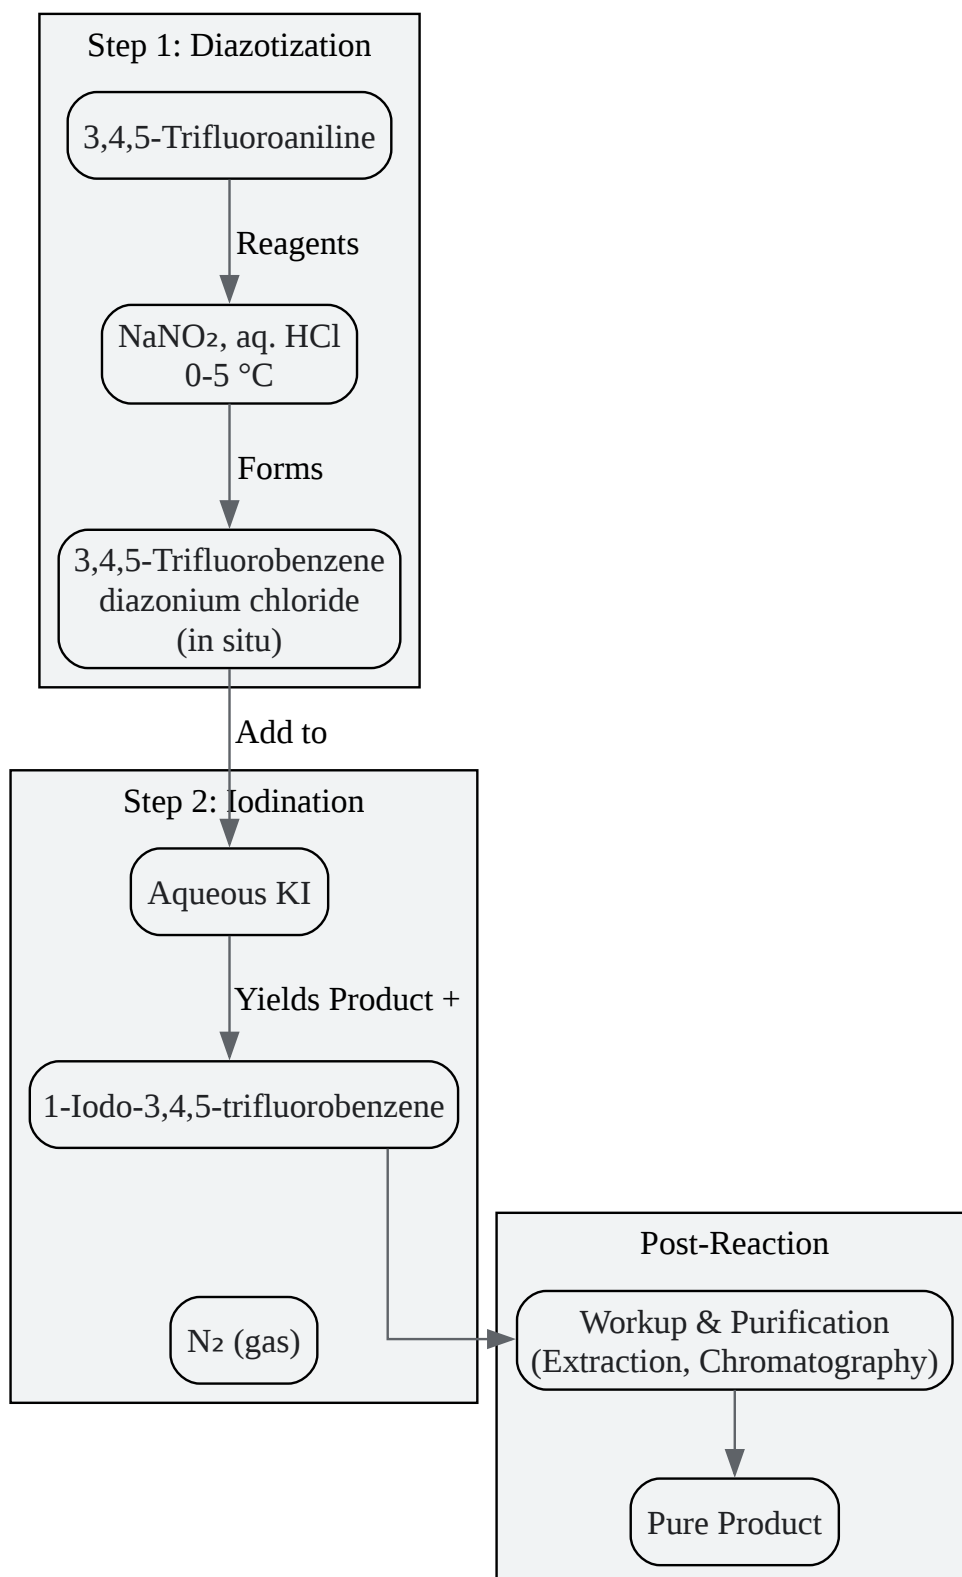 Step 1: Diazotization
3,4,5-Trifluoroaniline
Reagents
NaNO₂, aq. HCl
0-5 °C
Forms
3,4,5-Trifluorobenzene
diazonium chloride
(in situ)
Add to
Step 2: Iodination
Aqueous KI
Yields Product +
1-Iodo-3,4,5-trifluorobenzene
N₂ (gas)
Post-Reaction
Workup & Purification
(Extraction, Chromatography)
Pure Product